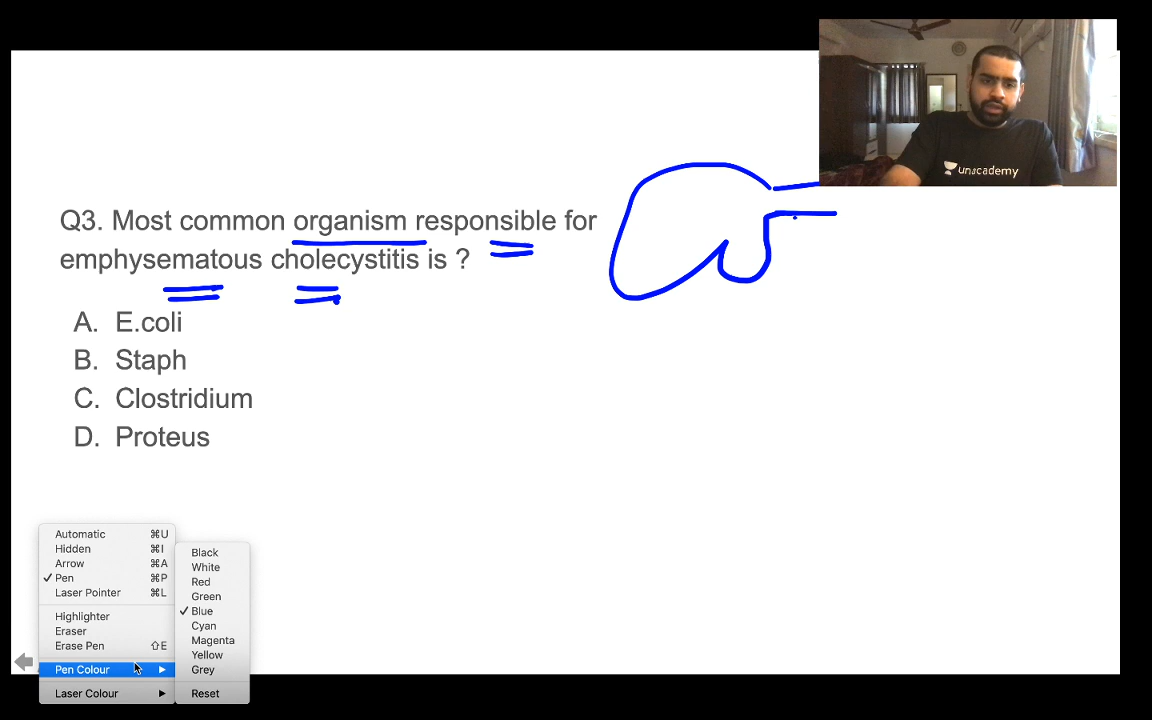 unacademy
Q3. Most common organism responsible for
emphysematous cholecystitis is ?
A. E.coli
B. Staph
C. Clostridium
D. Proteus
Automatic ⌘U
Hidden ⌘I
Arrow ⌘A
✓ Pen ⌘P
Laser Pointer ⌘L
Highlighter
Eraser
Erase Pen ⇧E
Pen Colour ▶
Laser Colour ▶
Black
White
Red
Green
✓ Blue
Cyan
Magenta
Yellow
Grey
Reset